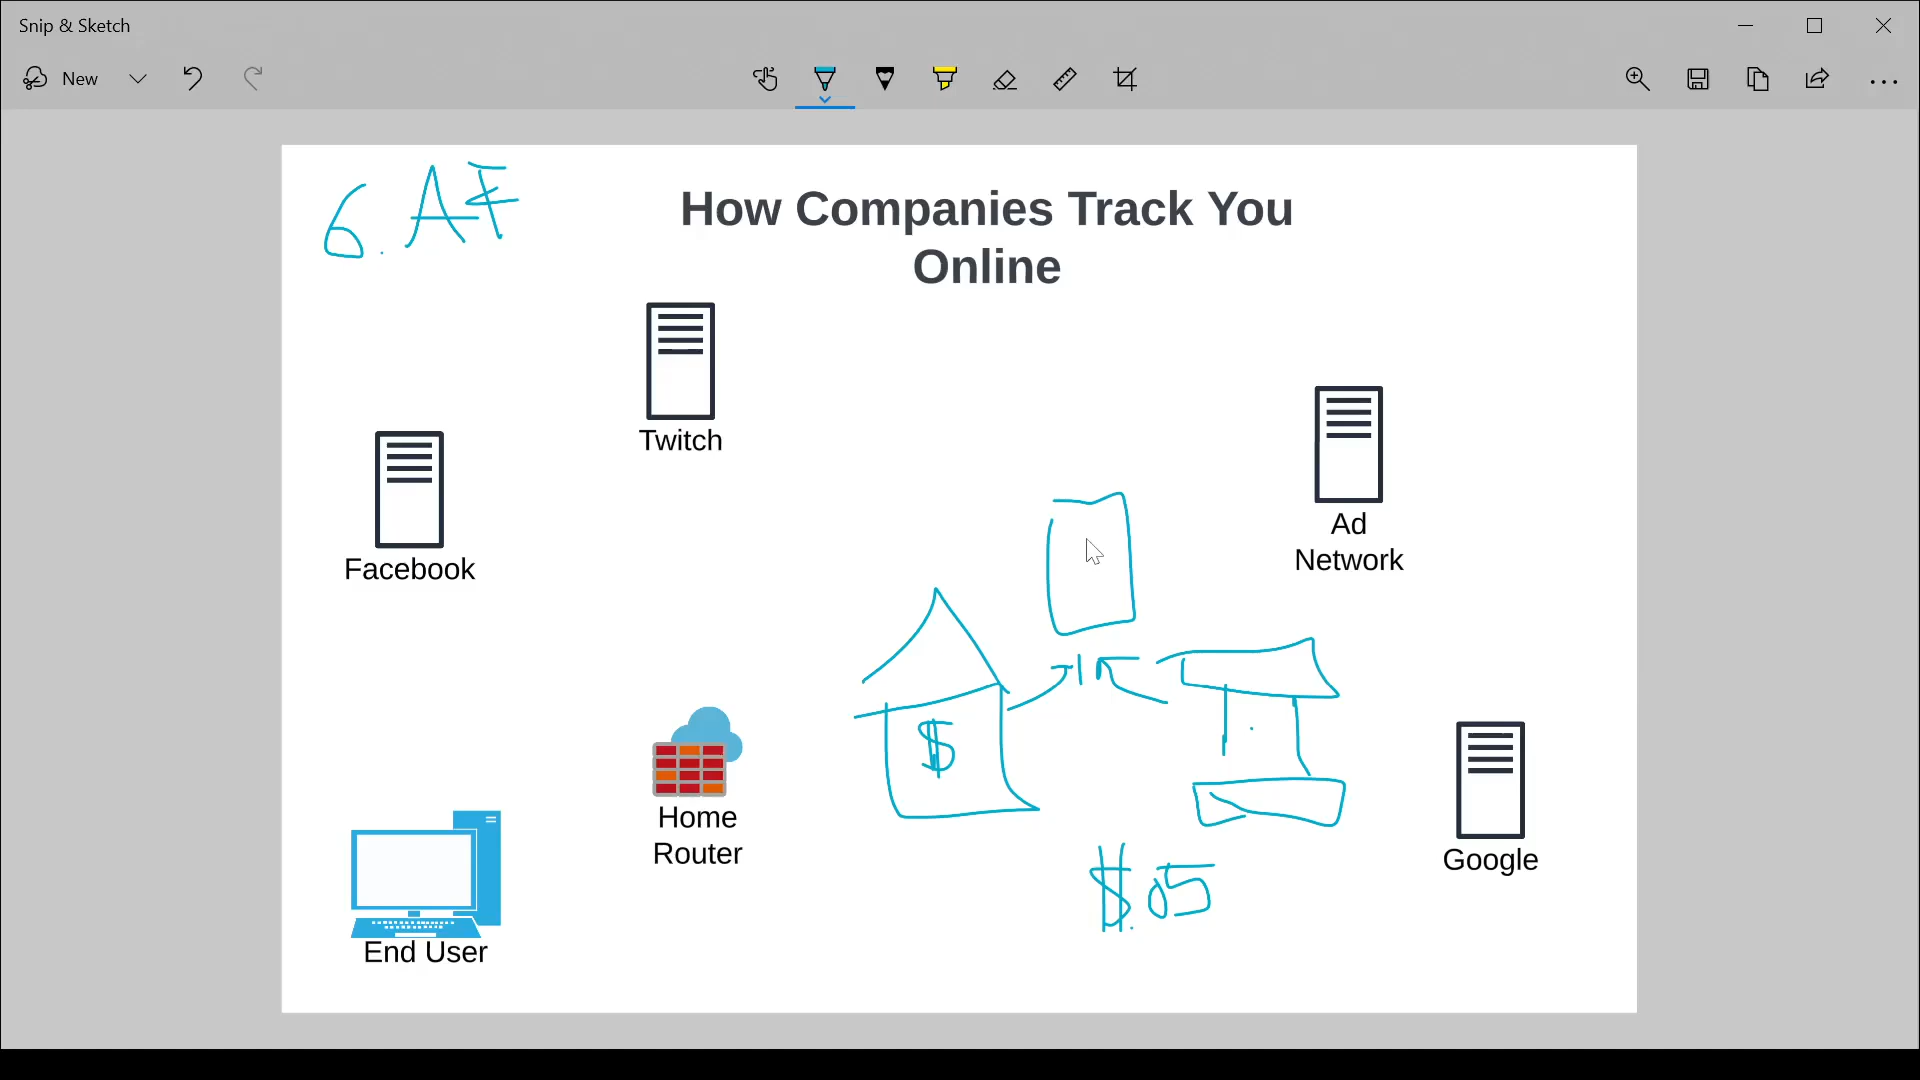 Snip & Sketch
New
6. AF
How Companies Track You
Online
Twitch
Facebook
Ad
Network
$
Home
Router
Google
$.05
End User